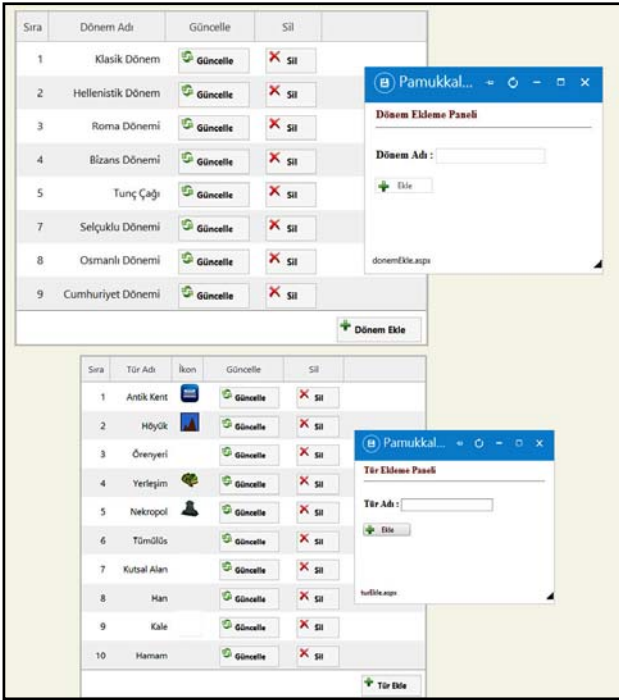 Sıra Dönem Adı Güncelle Sil
1 Klasik Dönem Güncelle Sil
2 Hellenistik Dönem Güncelle Sil
3 Roma Dönemi Güncelle Sil
4 Bizans Dönemi Güncelle Sil
5 Tunç Çağı Güncelle Sil
7 Selçuklu Dönemi Güncelle Sil
8 Osmanlı Dönemi Güncelle Sil
9 Cumhuriyet Dönemi Güncelle Sil
Dönem Ekle
Pamukkal...
Dönem Ekleme Paneli
Dönem Adı :
Ekle
donemEkle.aspx
Sıra Tür Adı İkon Güncelle Sil
1 Antik Kent Güncelle Sil
2 Höyük Güncelle Sil
3 Örenyeri Güncelle Sil
4 Yerleşim Güncelle Sil
5 Nekropol Güncelle Sil
6 Tümülüs Güncelle Sil
7 Kutsal Alan Güncelle Sil
8 Han Güncelle Sil
9 Kale Güncelle Sil
10 Hamam Güncelle Sil
Tür Ekle
Pamukkal...
Tür Ekleme Paneli
Tür Adı :
Ekle
turEkle.aspx